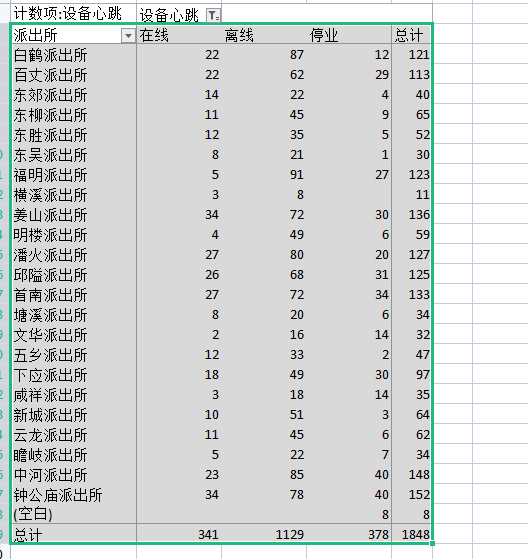 计数项:设备心跳 设备心跳
派出所 在线 离线 停业 总计
白鹤派出所 22 87 12 121
百丈派出所 22 62 29 113
东郊派出所 14 22 4 40
东柳派出所 11 45 9 65
东胜派出所 12 35 5 52
东吴派出所 8 21 1 30
福明派出所 5 91 27 123
横溪派出所 3 8 11
姜山派出所 34 72 30 136
明楼派出所 4 49 6 59
潘火派出所 27 80 20 127
邱隘派出所 26 68 31 125
首南派出所 27 72 34 133
塘溪派出所 8 20 6 34
文华派出所 2 16 14 32
五乡派出所 12 33 2 47
下应派出所 18 49 30 97
咸祥派出所 3 18 14 35
新城派出所 10 51 3 64
云龙派出所 11 45 6 62
瞻岐派出所 5 22 7 34
中河派出所 23 85 40 148
钟公庙派出所 34 78 40 152
(空白) 8 8
总计 341 1129 378 1848